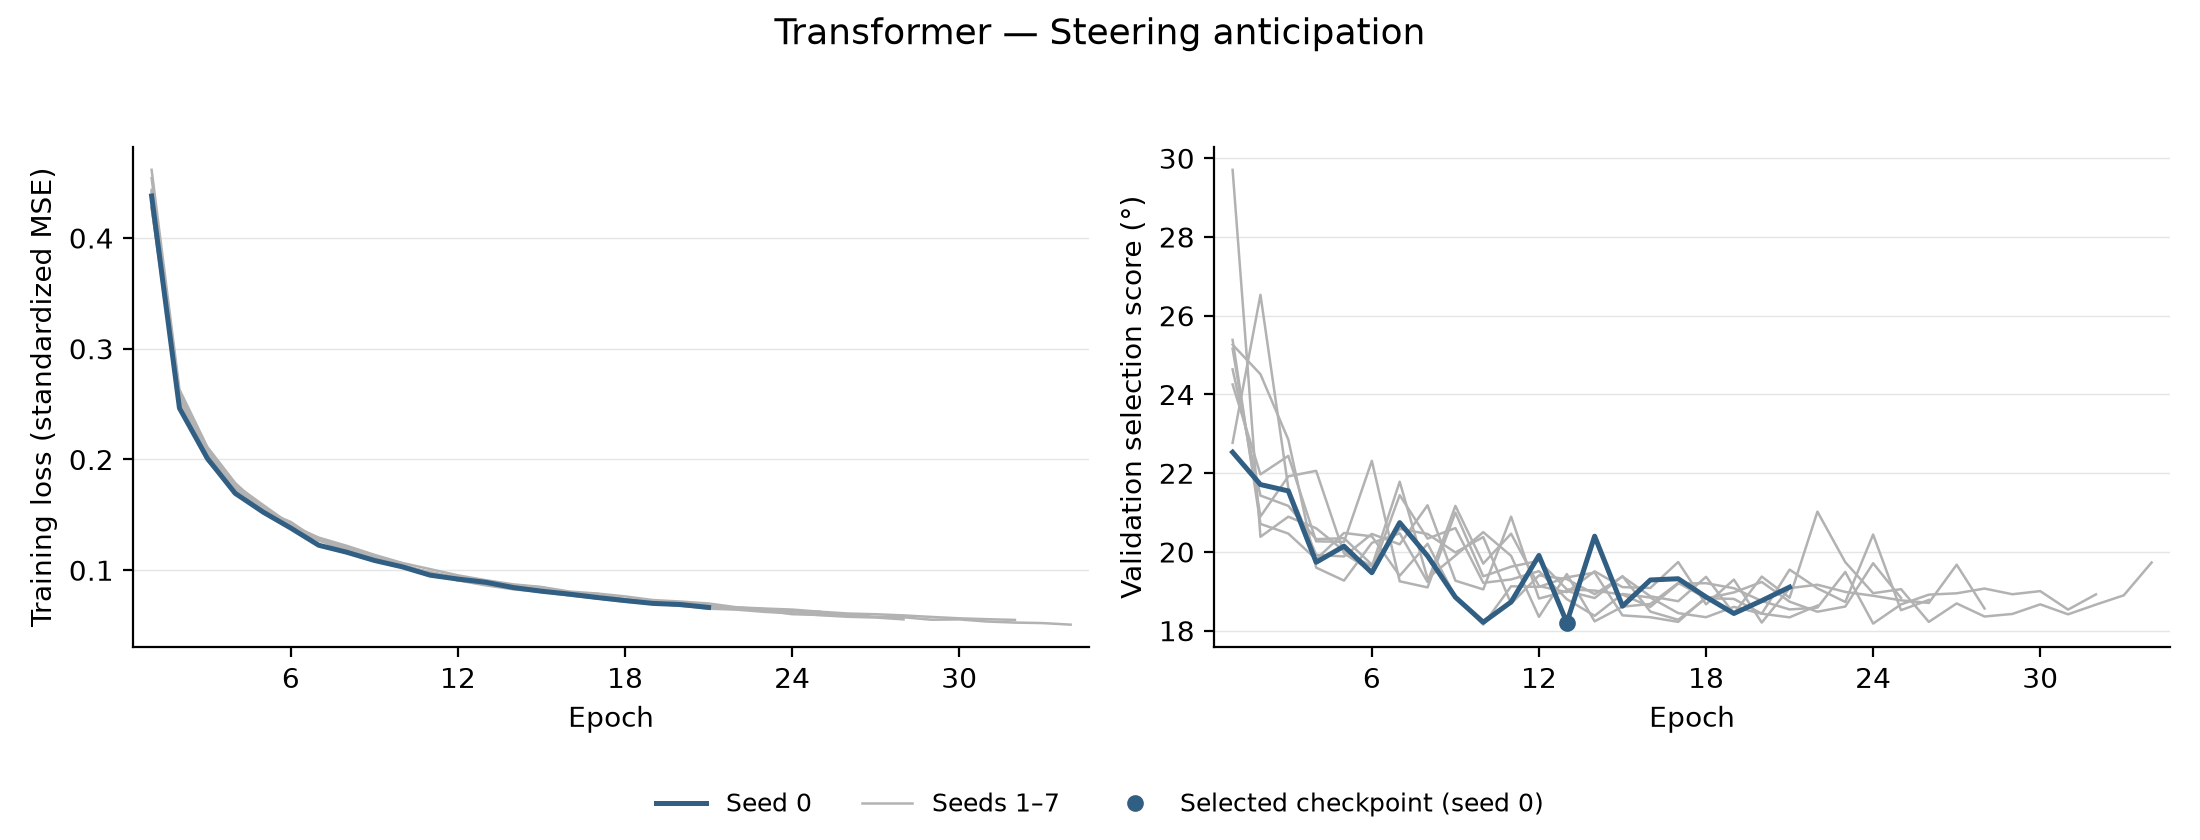 Transformer — Steering anticipation
Training loss (standardized MSE)
0.4
0.3
0.2
0.1
6 12 18 24 30
Epoch
Validation selection score (°)
30
28
26
24
22
20
18
6 12 18 24 30
Epoch
Seed 0 Seeds 1–7 Selected checkpoint (seed 0)